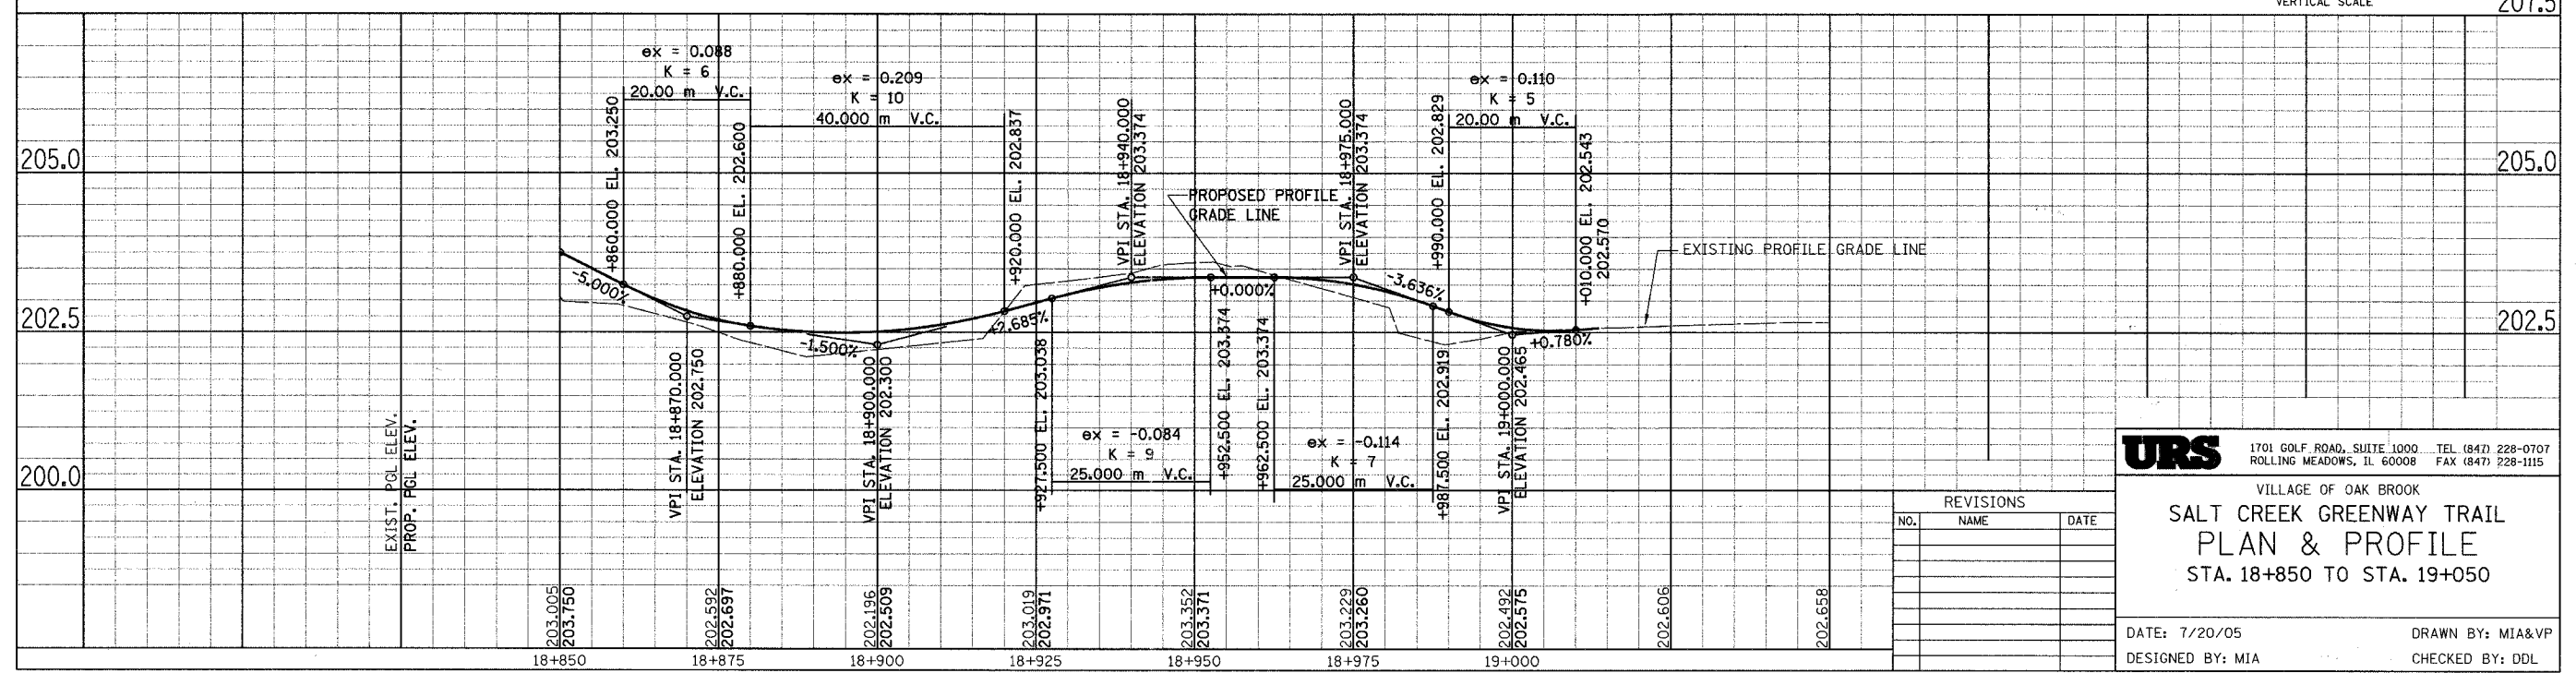 VERTICAL SCALE
207.5
ex = 0.088
K = 6
20.00 m V.C.
ex = 0.209
K = 10
40.000 m V.C.
ex = 0.110
K = 5
20.00 m V.C.
205.0
205.0
+860.000 EL. 203.250
+880.000 EL. 202.600
+920.000 EL. 202.837
VPI STA. 18+940.000
ELEVATION 203.374
VPI STA. 18+975.000
ELEVATION 203.374
+990.000 EL. 202.829
+010.000 EL. 202.543
202.570
PROPOSED PROFILE
GRADE LINE
EXISTING PROFILE GRADE LINE
-5.000%
-1.500%
+2.685%
+0.000%
-3.636%
+0.780%
202.5
202.5
VPI STA. 18+870.000
ELEVATION 202.750
VPI STA. 18+900.000
ELEVATION 202.300
+927.500 EL. 203.038
+952.500 EL. 203.374
+962.500 EL. 203.374
+987.500 EL. 202.919
VPI STA. 19+000.000
ELEVATION 202.465
ex = -0.084
K = 9
25.000 m V.C.
ex = -0.114
K = 7
25.000 m V.C.
200.0
EXIST. PGL ELEV.
PROP. PGL ELEV.
203.005
203.750
202.592
202.697
202.196
202.509
203.019
202.971
203.352
203.371
203.229
203.260
202.492
202.575
202.606
202.658
18+850
18+875
18+900
18+925
18+950
18+975
19+000
REVISIONS
NO. NAME DATE
URS
1701 GOLF ROAD, SUITE 1000 TEL (847) 228-0707
ROLLING MEADOWS, IL 60008 FAX (847) 228-1115
VILLAGE OF OAK BROOK
SALT CREEK GREENWAY TRAIL
PLAN & PROFILE
STA. 18+850 TO STA. 19+050
DATE: 7/20/05 DRAWN BY: MIA&VP
DESIGNED BY: MIA CHECKED BY: DDL